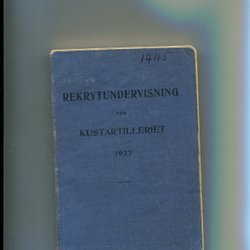 1445
REKRYTUNDERVISNING
FÖR
KUSTARTILLERIET
1927